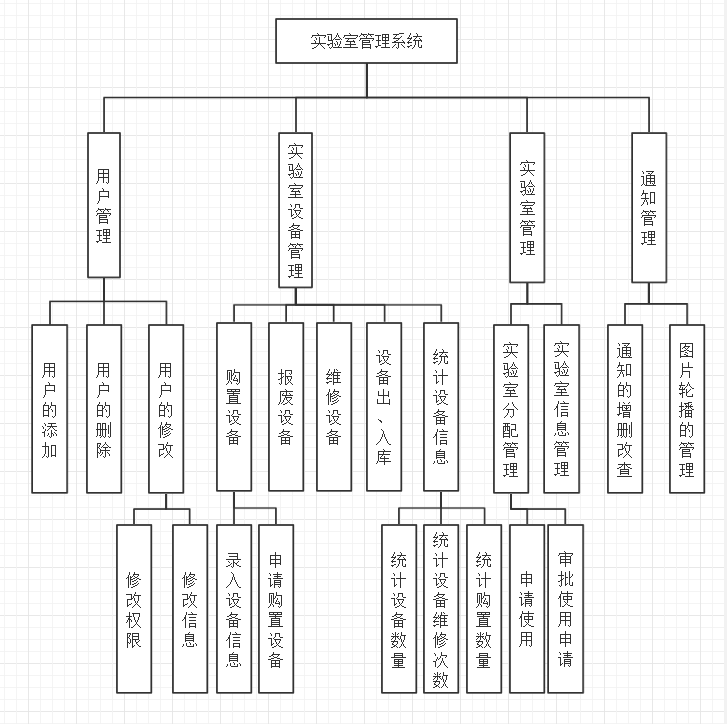 实验室管理系统
用户管理
实验室设备管理
实验室管理
通知管理
用户的添加
用户的删除
用户的修改
购置设备
报废设备
维修设备
设备出、入库
统计设备信息
实验室分配管理
实验室信息管理
通知的增删改查
图片轮播的管理
修改权限
修改信息
录入设备信息
申请购置设备
统计设备数量
统计设备维修次数
统计购置数量
申请使用
审批使用申请